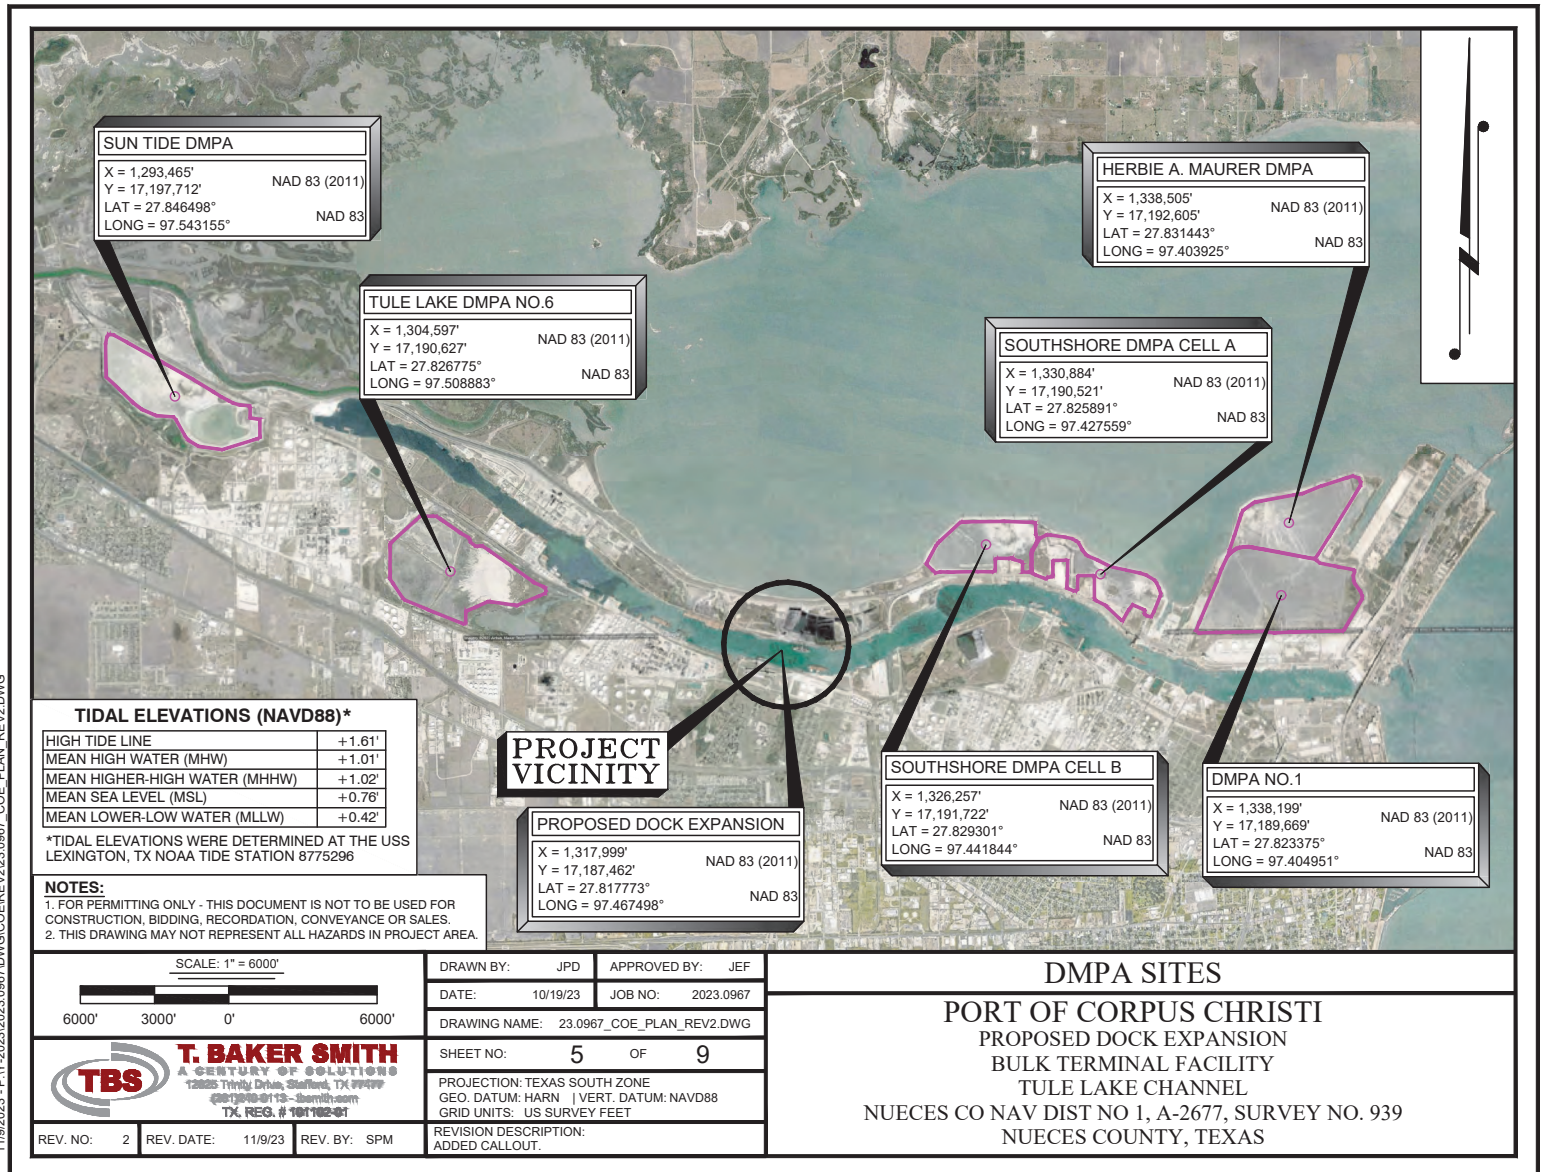 SUN TIDE DMPA
X = 1,293,465'
Y = 17,197,712'
NAD 83 (2011)
LAT = 27.846498°
LONG = 97.543155°
NAD 83
TULE LAKE DMPA NO.6
X = 1,304,597'
Y = 17,190,627'
NAD 83 (2011)
LAT = 27.826775°
LONG = 97.508883°
NAD 83
HERBIE A. MAURER DMPA
X = 1,338,505'
Y = 17,192,605'
NAD 83 (2011)
LAT = 27.831443°
LONG = 97.403925°
NAD 83
SOUTHSHORE DMPA CELL A
X = 1,330,884'
Y = 17,190,521'
NAD 83 (2011)
LAT = 27.825891°
LONG = 97.427559°
NAD 83
PROJECT
VICINITY
PROPOSED DOCK EXPANSION
X = 1,317,999'
Y = 17,187,462'
NAD 83 (2011)
LAT = 27.817773°
LONG = 97.467498°
NAD 83
SOUTHSHORE DMPA CELL B
X = 1,326,257'
Y = 17,191,722'
NAD 83 (2011)
LAT = 27.829301°
LONG = 97.441844°
NAD 83
DMPA NO.1
X = 1,338,199'
Y = 17,189,669'
NAD 83 (2011)
LAT = 27.823375°
LONG = 97.404951°
NAD 83
TIDAL ELEVATIONS (NAVD88)*
HIGH TIDE LINE +1.61'
MEAN HIGH WATER (MHW) +1.01'
MEAN HIGHER-HIGH WATER (MHHW) +1.02'
MEAN SEA LEVEL (MSL) +0.76'
MEAN LOWER-LOW WATER (MLLW) +0.42'
*TIDAL ELEVATIONS WERE DETERMINED AT THE USS
LEXINGTON, TX NOAA TIDE STATION 8775296
NOTES:
1. FOR PERMITTING ONLY - THIS DOCUMENT IS NOT TO BE USED FOR
CONSTRUCTION, BIDDING, RECORDATION, CONVEYANCE OR SALES.
2. THIS DRAWING MAY NOT REPRESENT ALL HAZARDS IN PROJECT AREA.
SCALE: 1" = 6000'
6000' 3000' 0' 6000'
TBS
T. BAKER SMITH
A CENTURY OF SOLUTIONS
12825 Trinity Drive, Stafford, TX 77477
tbsmith.com
TX. REG. # 101102-01
REV. NO: 2 REV. DATE: 11/9/23 REV. BY: SPM
DRAWN BY: JPD APPROVED BY: JEF
DATE: 10/19/23 JOB NO: 2023.0967
DRAWING NAME: 23.0967_COE_PLAN_REV2.DWG
SHEET NO: 5 OF 9
PROJECTION: TEXAS SOUTH ZONE
GEO. DATUM: HARN | VERT. DATUM: NAVD88
GRID UNITS: US SURVEY FEET
REVISION DESCRIPTION:
ADDED CALLOUT.
DMPA SITES
PORT OF CORPUS CHRISTI
PROPOSED DOCK EXPANSION
BULK TERMINAL FACILITY
TULE LAKE CHANNEL
NUECES CO NAV DIST NO 1, A-2677, SURVEY NO. 939
NUECES COUNTY, TEXAS